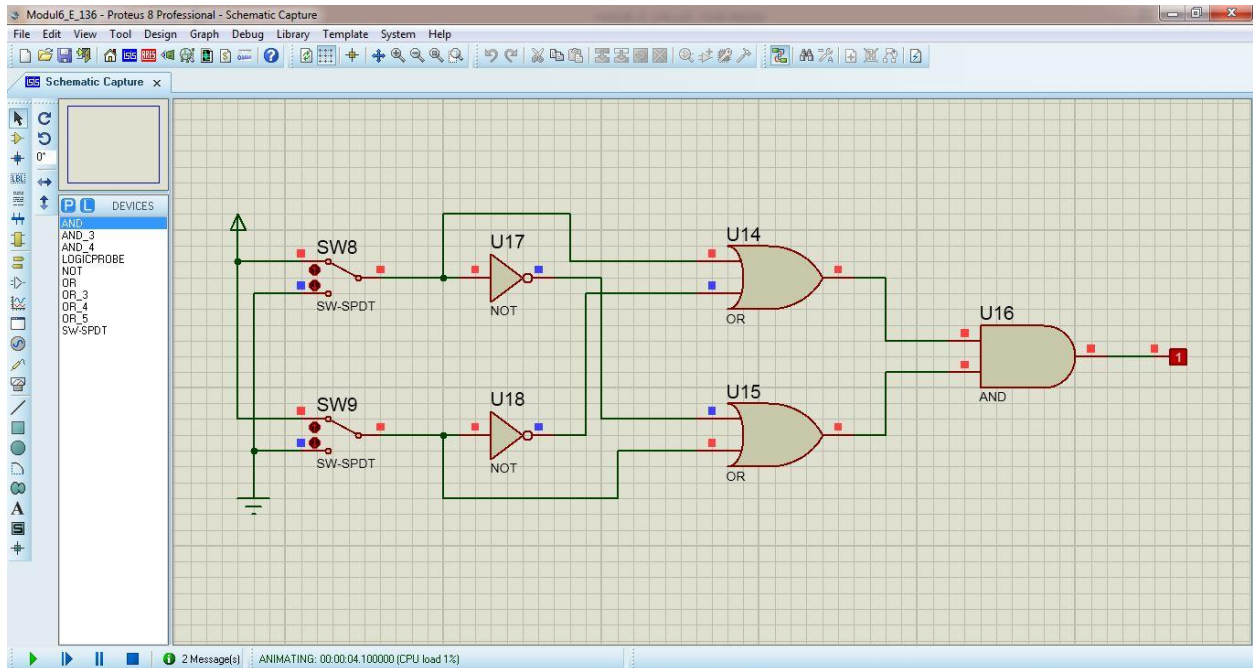 Modul6_E_136 - Proteus 8 Professional - Schematic Capture
File Edit View Tool Design Graph Debug Library Template System Help
Schematic Capture x
0°
P L DEVICES
AND
AND_3
AND_4
LOGICPROBE
NOT
OR
OR_3
OR_4
OR_5
SW-SPDT
SW8
SW-SPDT
U17
NOT
U14
OR
U16
AND
1
SW9
SW-SPDT
U18
NOT
U15
OR
2 Message(s)
ANIMATING: 00:00:04.100000 (CPU load 1%)